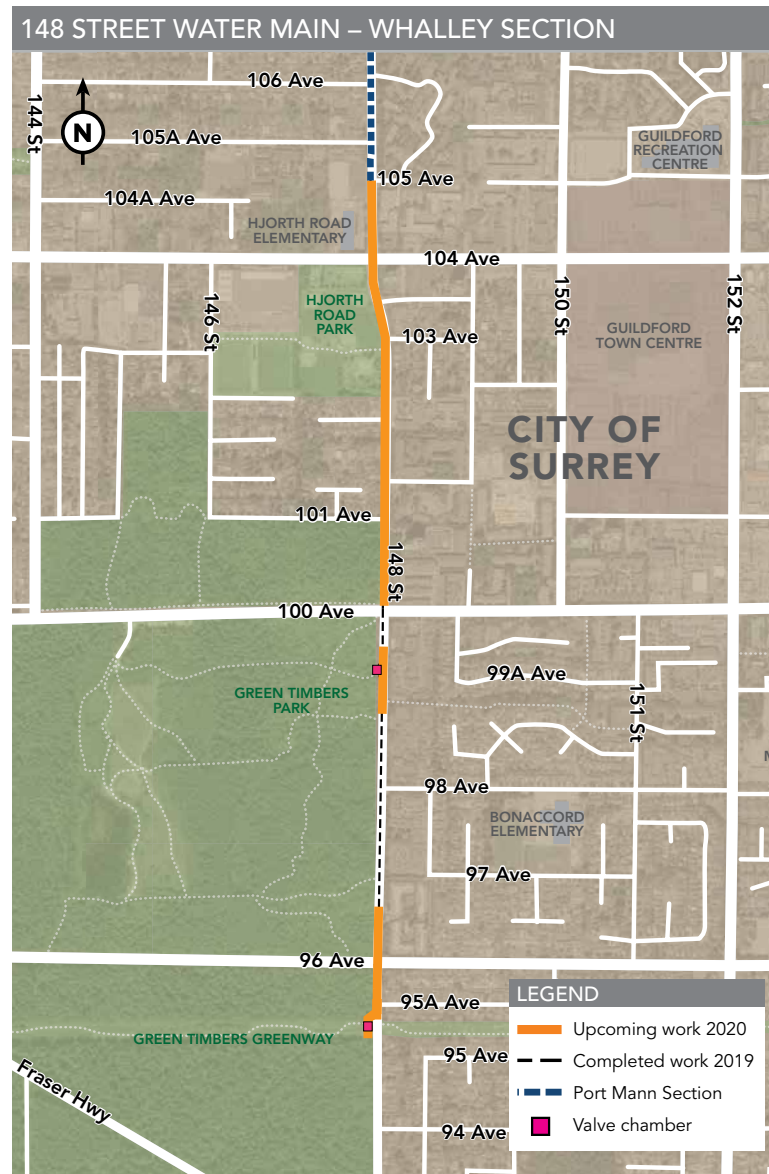 148 STREET WATER MAIN – WHALLEY SECTION
106 Ave
144 St
N
105A Ave
GUILDFORD
RECREATION
CENTRE
105 Ave
104A Ave
HJORTH ROAD
ELEMENTARY
104 Ave
146 St
HJORTH
ROAD
PARK
150 St
152 St
103 Ave
GUILDFORD
TOWN CENTRE
CITY OF
SURREY
101 Ave
148 St
100 Ave
99A Ave
GREEN TIMBERS
PARK
151 St
98 Ave
BONACCORD
ELEMENTARY
97 Ave
96 Ave
95A Ave
GREEN TIMBERS GREENWAY
95 Ave
Fraser Hwy
94 Ave
LEGEND
Upcoming work 2020
Completed work 2019
Port Mann Section
Valve chamber